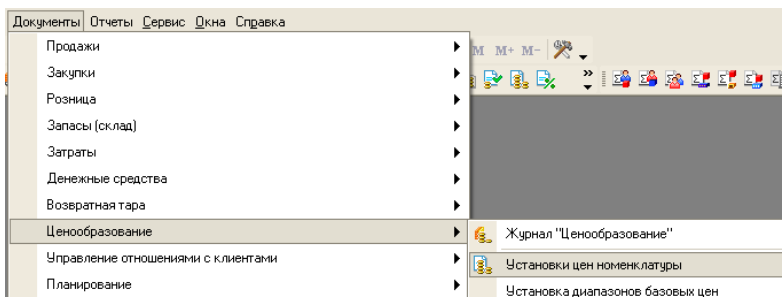 Документы Отчеты Сервис Окна Справка
Продажи
М М+ М-
Закупки
Розница
Запасы (склад)
Затраты
Денежные средства
Возвратная тара
Ценообразование
Журнал "Ценообразование"
Управление отношениями с клиентами
Установки цен номенклатуры
Планирование
Установка диапазонов базовых цен